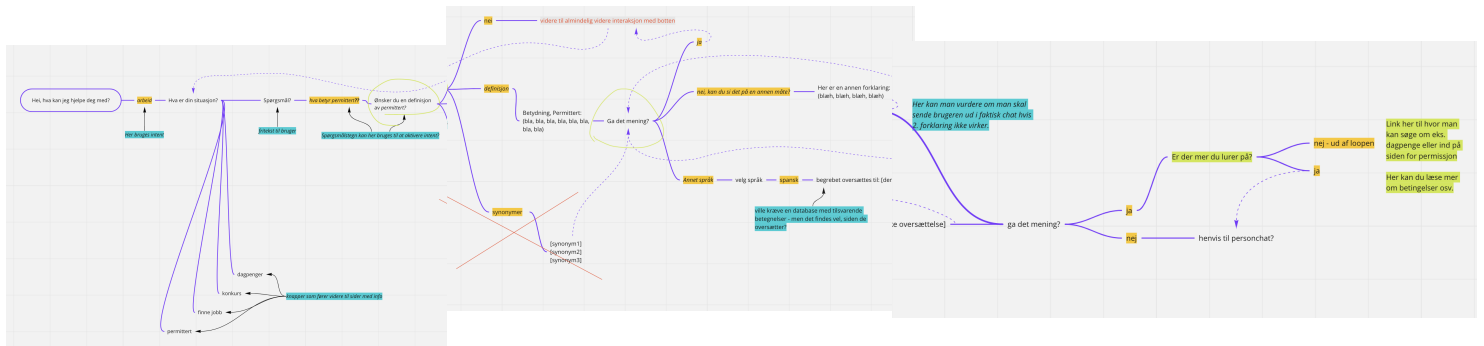 Hei, hva kan jeg hjelpe deg med?
arbeid
Hva er din situasjon?
Spørgsmål?
hva betyr permittert??
Ønsker du en definisjon
av permittert?
Her bruges intent
fritekst til bruger
Spørgsmålstegn kan her bruges til at aktivere intent?
dagpenger
konkurs
finne jobb
permittert
knapper som fører videre til sider med info
nei
videre til almindelig videre interaksjon med botten
definisjon
Betydning, Permittert:
(bla, bla, bla, bla, bla, bla,
bla, bla)
synonymer
[synonym1]
[synonym2]
[synonym3]
Ga det mening?
ja
nei, kan du si det på en annen måte?
Her er en annen forklaring:
(blæh, blæh, blæh, blæh)
Annet språk
velg språk
spansk
begrebet oversættes til: [der
ville kræve en database med tilsvarende
betegnelser - men det findes vel, siden de
oversætter?
Her kan man vurdere om man skal
sende brugeren ud i faktisk chat hvis
2. forklaring ikke virker.
e oversættelse]
ga det mening?
ja
nej
henvis til personchat?
Er der mer du lurer på?
nej - ud af loopen
ja
Link her til hvor man
kan søge om eks.
dagpenge eller ind på
siden for permissjon
Her kan du læse mer
om betingelser osv.